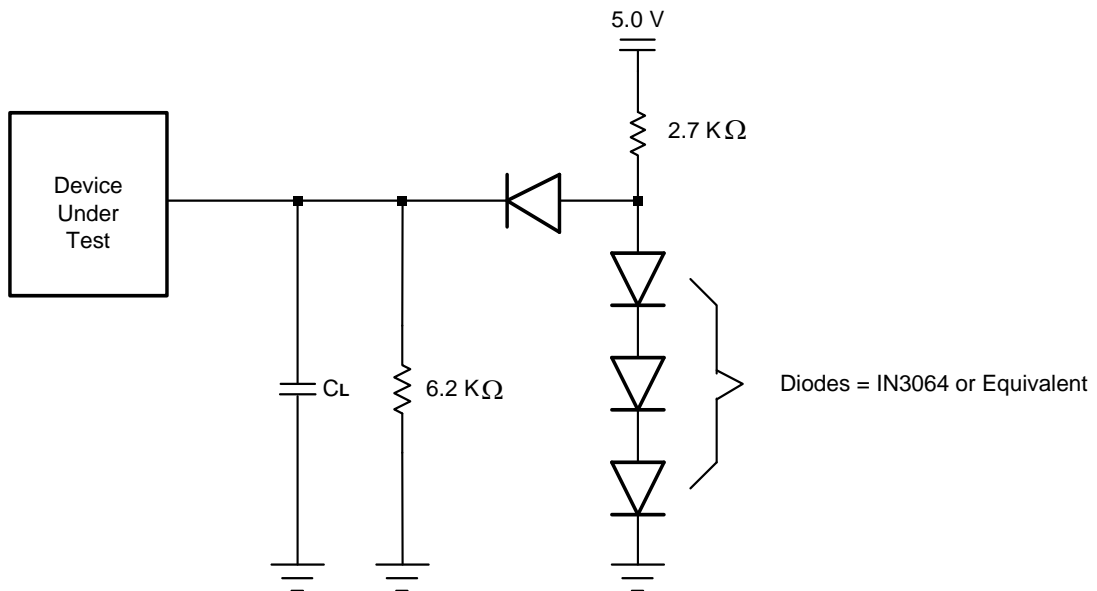 5.0 V
2.7 KΩ
Device
Under
Test
CL
6.2 KΩ
Diodes = IN3064 or Equivalent